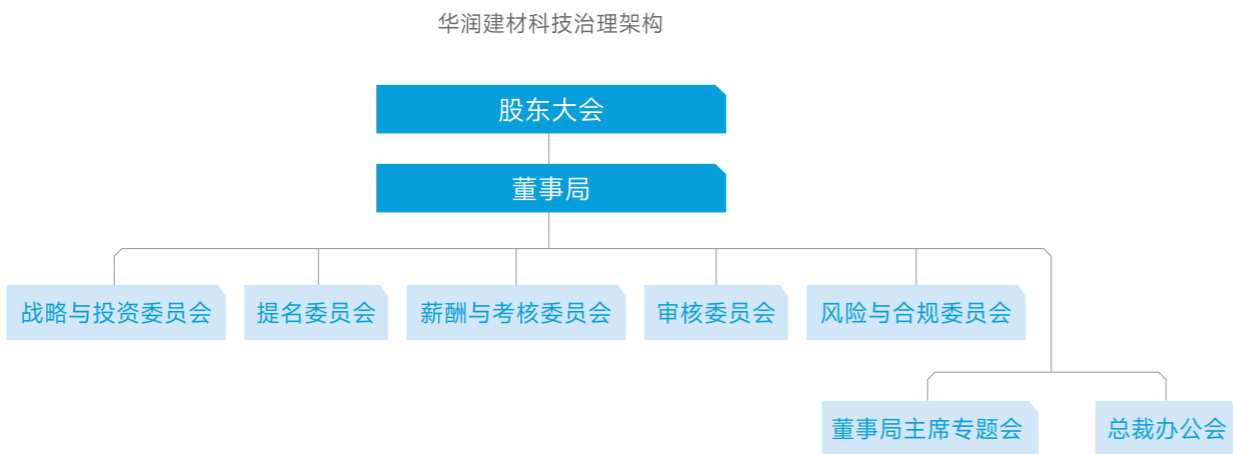 华润建材科技治理架构
股东大会
董事局
战略与投资委员会
提名委员会
薪酬与考核委员会
审核委员会
风险与合规委员会
董事局主席专题会
总裁办公会